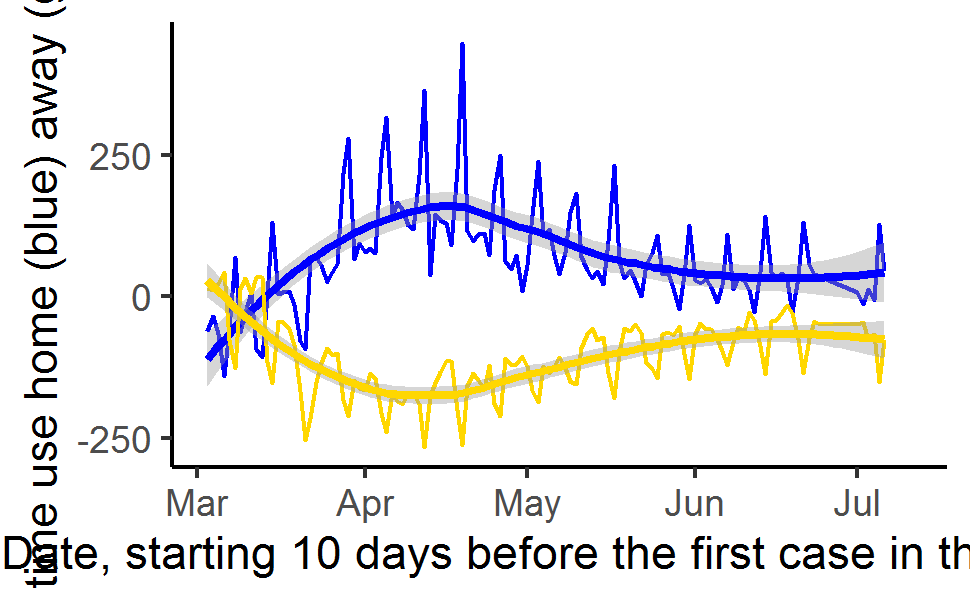 time use home (blue) away (g
250
0
-250
Mar Apr May Jun Jul
Date, starting 10 days before the first case in th